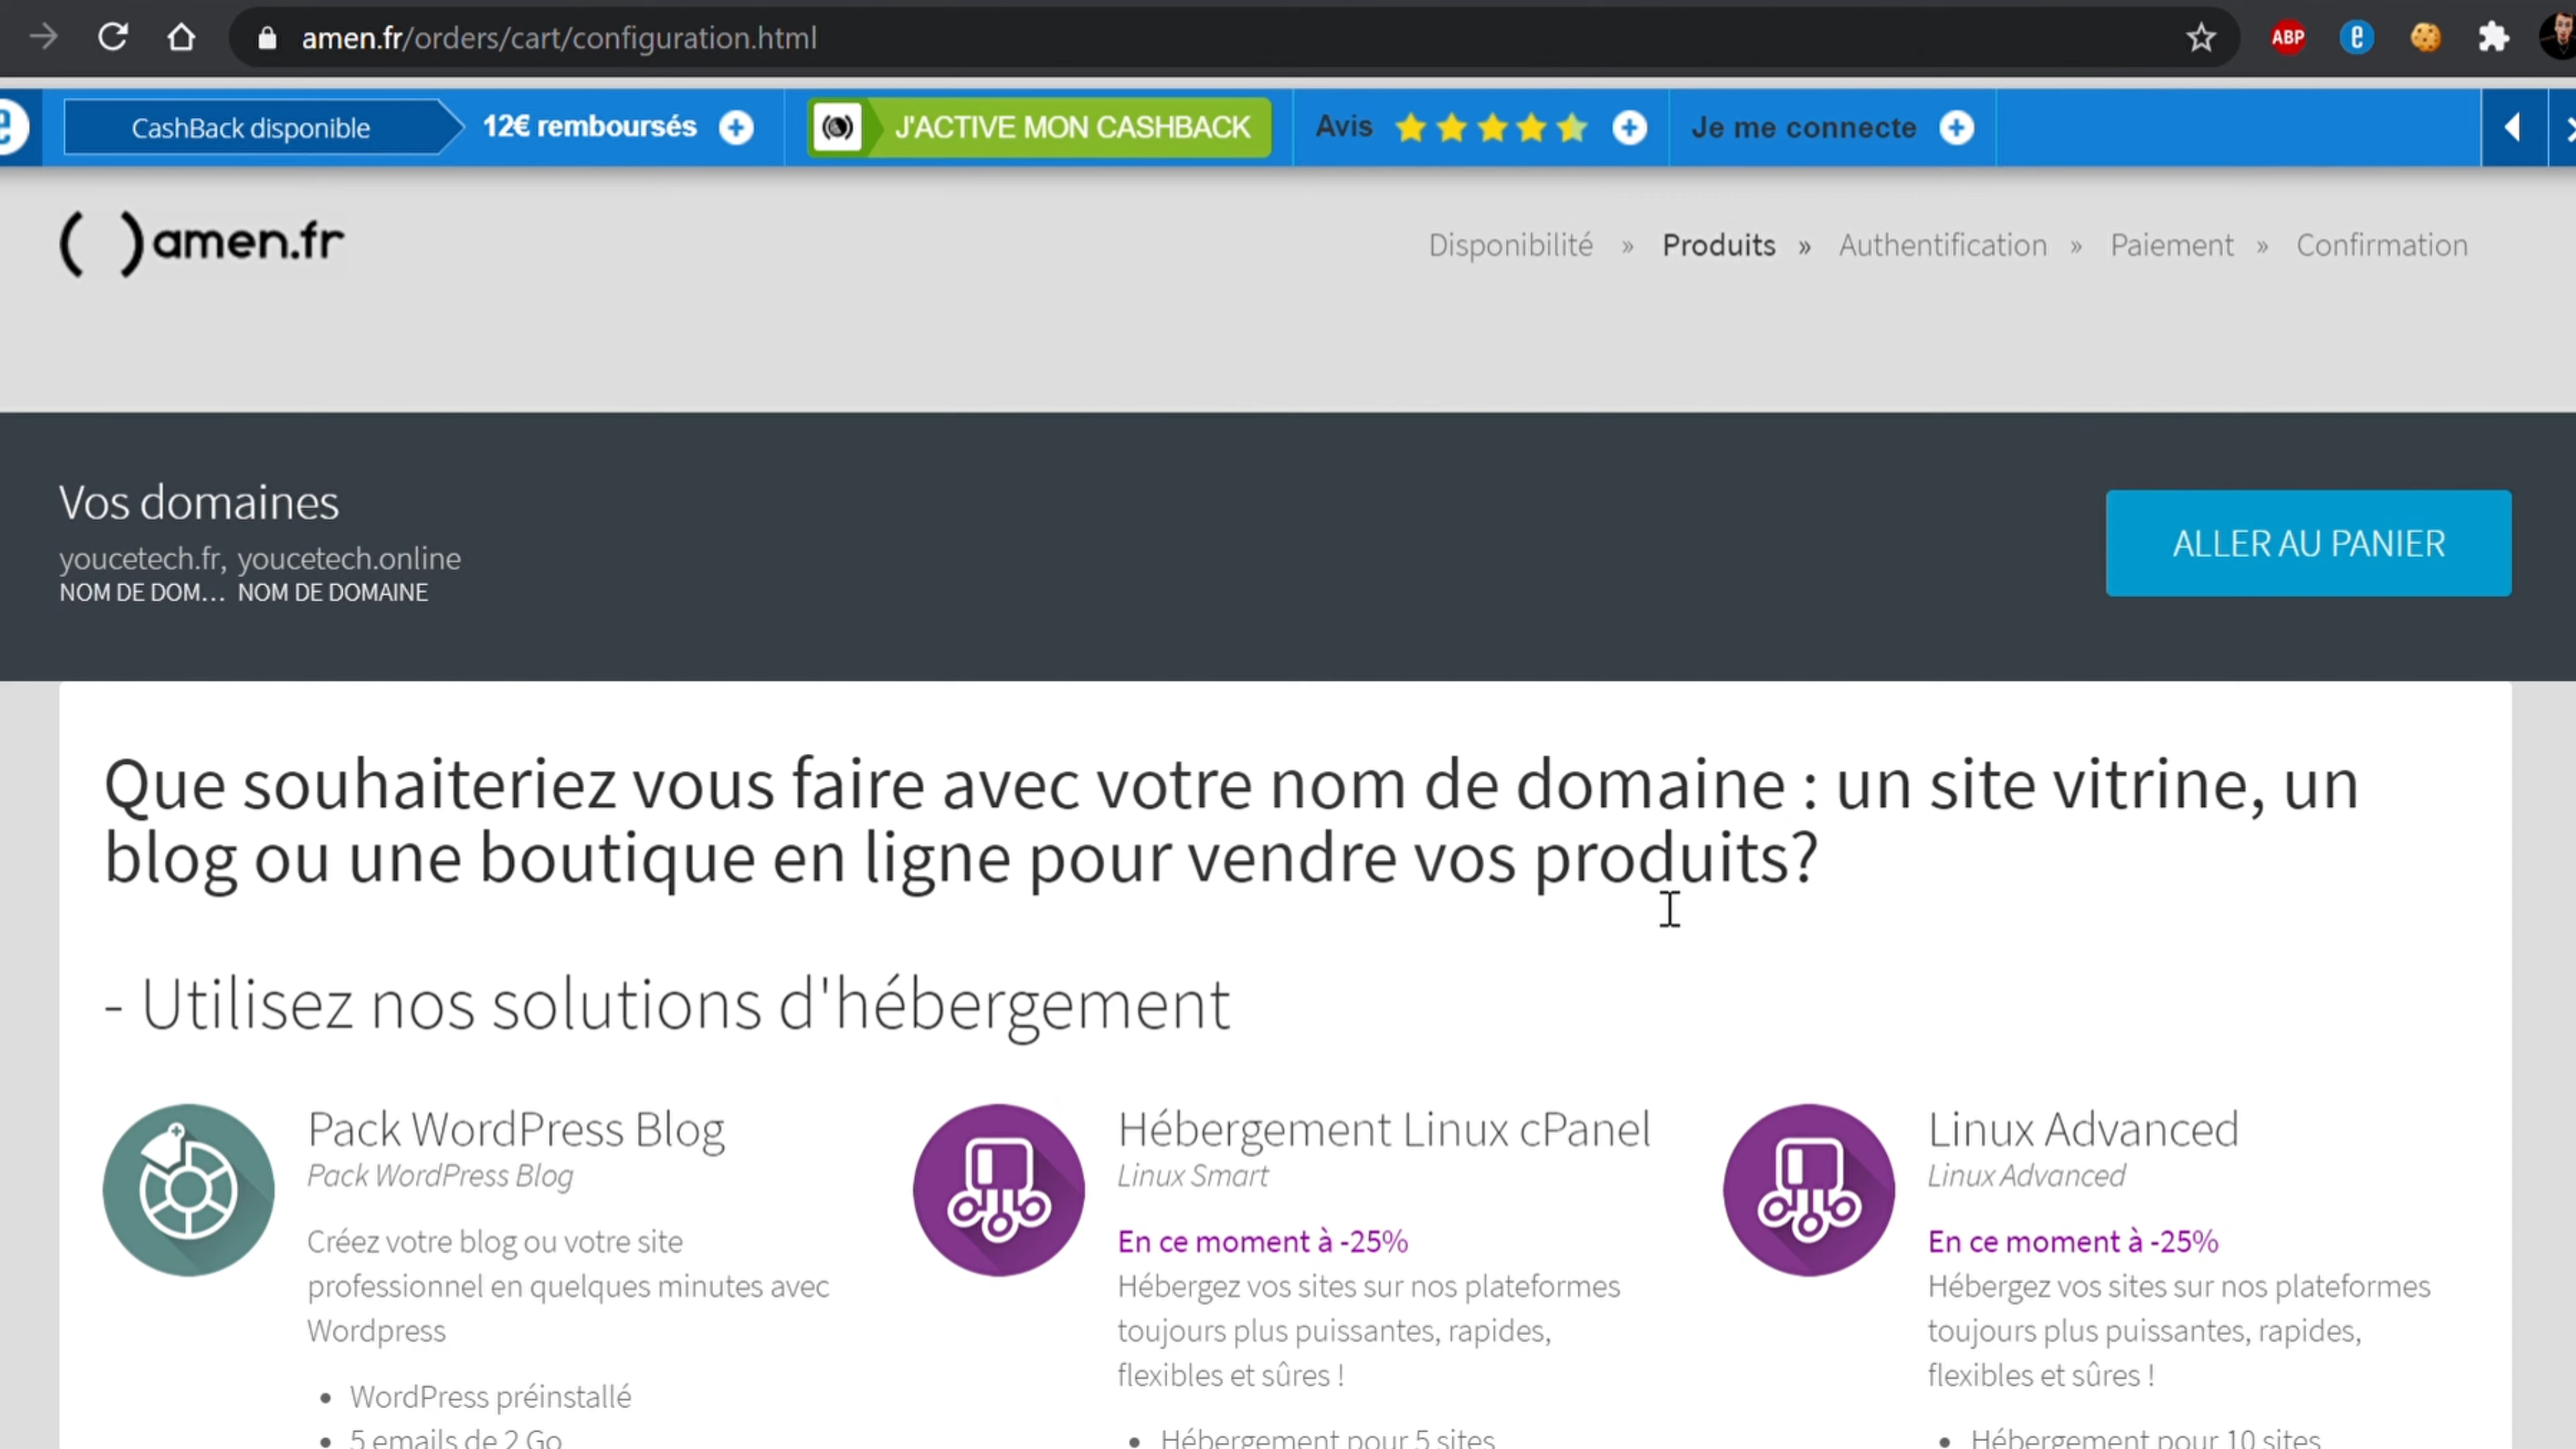 amen.fr/orders/cart/configuration.html
ABP
e
e
CashBack disponible
12€ remboursés
J'ACTIVE MON CASHBACK
Avis
Je me connecte
( ) amen.fr
Disponibilité » Produits » Authentification » Paiement » Confirmation
Vos domaines
youcetech.fr, youcetech.online
NOM DE DOM... NOM DE DOMAINE
ALLER AU PANIER
Que souhaiteriez vous faire avec votre nom de domaine : un site vitrine, un
blog ou une boutique en ligne pour vendre vos produits?
- Utilisez nos solutions d'hébergement
Pack WordPress Blog
Pack WordPress Blog
Créez votre blog ou votre site
professionnel en quelques minutes avec
Wordpress
• WordPress préinstallé
• 5 emails de 2 Go
Hébergement Linux cPanel
Linux Smart
En ce moment à -25%
Hébergez vos sites sur nos plateformes
toujours plus puissantes, rapides,
flexibles et sûres !
• Hébergement pour 5 sites
Linux Advanced
Linux Advanced
En ce moment à -25%
Hébergez vos sites sur nos plateformes
toujours plus puissantes, rapides,
flexibles et sûres !
• Hébergement pour 10 sites